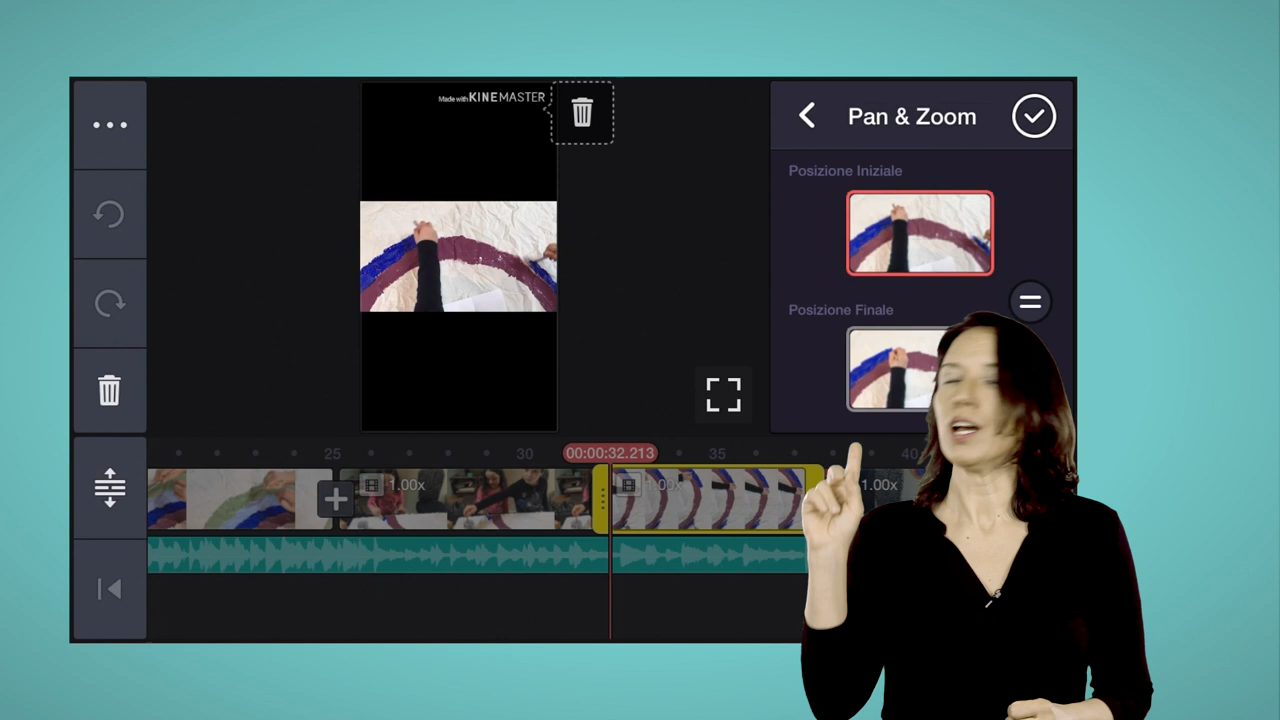 Made with KINEMASTER
Pan & Zoom
Posizione Iniziale
Posizione Finale
25
30
00:00:32.213
35
40
1.00x
1.00x
1.00x